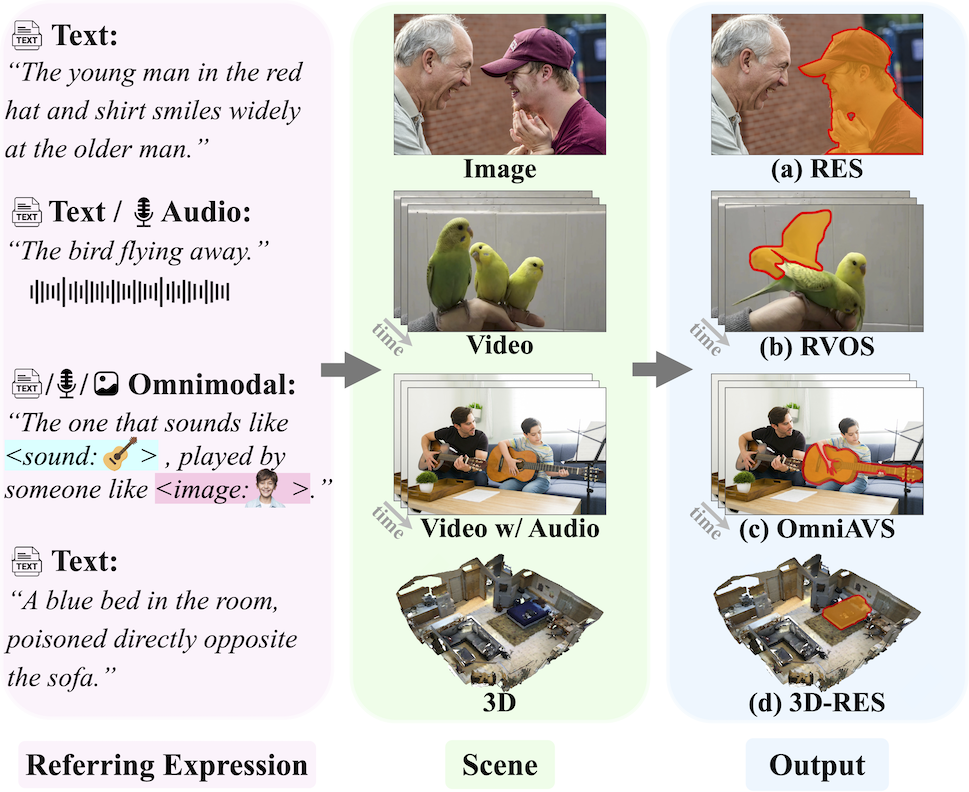 TEXT Text:
“The young man in the red
hat and shirt smiles widely
at the older man.”
TEXT Text / Audio:
“The bird flying away.”
TEXT / / Omnimodal:
“The one that sounds like
<sound: > , played by
someone like <image: >.”
TEXT Text:
“A blue bed in the room,
poisoned directly opposite
the sofa.”
Referring Expression
Image
time
Video
time
Video w/ Audio
3D
Scene
(a) RES
time
(b) RVOS
time
(c) OmniAVS
(d) 3D-RES
Output